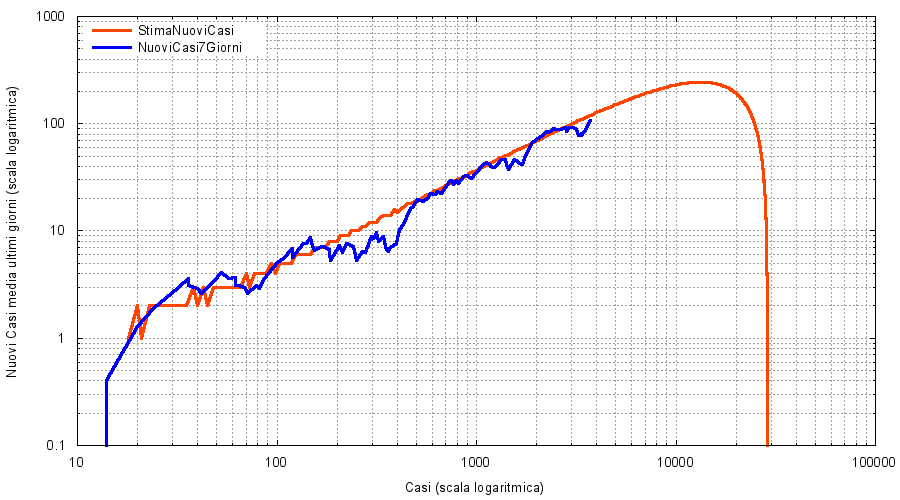 1000
StimaNuoviCasi
NuoviCasi7Giorni
100
10
1
0.1
10
100
1000
10000
100000
Nuovi Casi media ultimi giorni (scala logaritmica)
Casi (scala logaritmica)